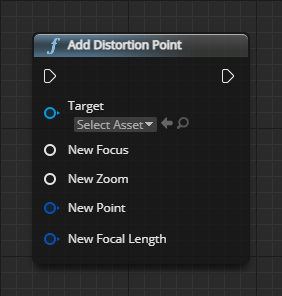 Add Distortion Point
Target
Select Asset
New Focus
New Zoom
New Point
New Focal Length